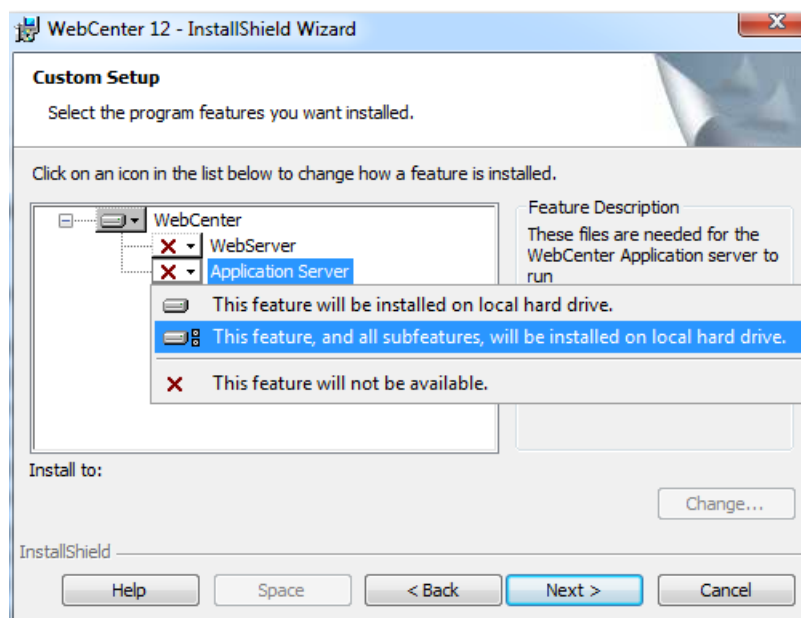 WebCenter 12 - InstallShield Wizard
Custom Setup
Select the program features you want installed.
Click on an icon in the list below to change how a feature is installed.
WebCenter
WebServer
Application Server
Feature Description
These files are needed for the
WebCenter Application server to
run
This feature will be installed on local hard drive.
This feature, and all subfeatures, will be installed on local hard drive.
This feature will not be available.
Install to:
Change...
InstallShield
Help
Space
< Back
Next >
Cancel